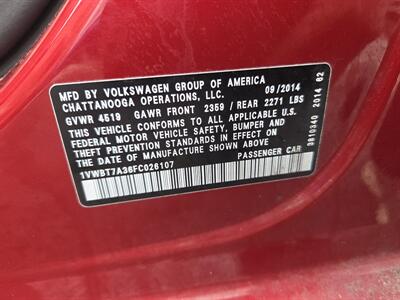 MFD BY VOLKSWAGEN GROUP OF AMERICA
CHATTANOOGA OPERATIONS, LLC. 09/2014
GVWR 4519 GAWR FRONT 2359 / REAR 2271 LBS
THIS VEHICLE CONFORMS TO ALL APPLICABLE U.S.
FEDERAL MOTOR VEHICLE SAFETY, BUMPER AND
THEFT PREVENTION STANDARDS IN EFFECT ON
THE DATE OF MANUFACTURE SHOWN ABOVE
PASSENGER CAR
1VWBT7A36FC026107
3810340 2014 62